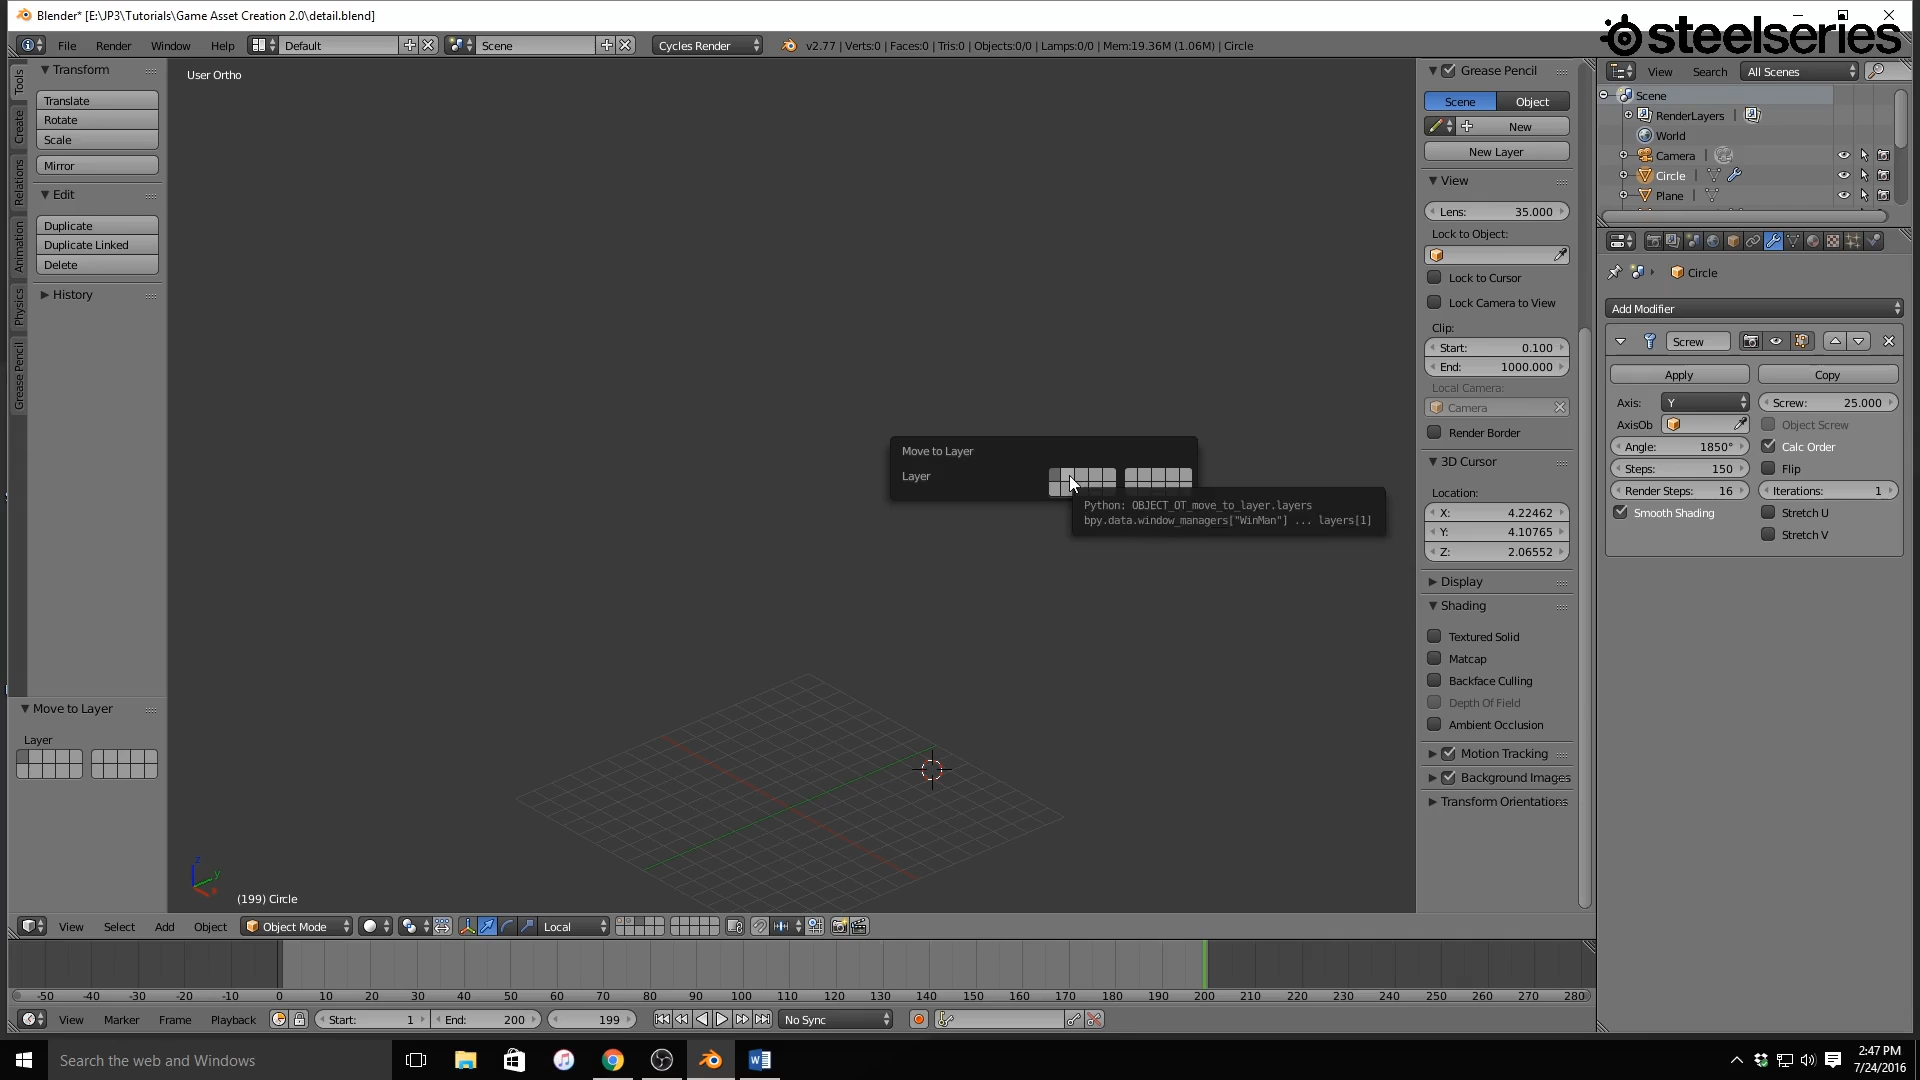 Blender* [E:\JP3\Tutorials\Game Asset Creation 2.0\detail.blend]
steelseries
File Render Window Help Default Scene Cycles Render v2.77 | Verts:0 | Faces:0 | Tris:0 | Objects:0/0 | Lamps:0/0 | Mem:19.36M (1.06M) | Circle
View Search All Scenes
Tools
Create
Relations
Animation
Physics
Grease Pencil
Transform
Translate
Rotate
Scale
Mirror
Edit
Duplicate
Duplicate Linked
Delete
History
Move to Layer
Layer
User Ortho
Move to Layer
Layer
Python: OBJECT_OT_move_to_layer.layers
bpy.data.window_managers["WinMan"] ... layers[1]
z
y
x
(199) Circle
Grease Pencil
Scene Object
New
New Layer
View
Lens: 35.000
Lock to Object:
Lock to Cursor
Lock Camera to View
Clip:
Start: 0.100
End: 1000.000
Local Camera:
Camera
Render Border
3D Cursor
Location:
X: 4.22462
Y: 4.10765
Z: 2.06552
Display
Shading
Textured Solid
Matcap
Backface Culling
Depth Of Field
Ambient Occlusion
Motion Tracking
Background Images
Transform Orientations
Scene
RenderLayers
World
Camera
Circle
Plane
Circle
Add Modifier
Screw
Apply Copy
Axis: Y Screw: 25.000
AxisOb Object Screw
Angle: 1850° Calc Order
Steps: 150 Flip
Render Steps: 16 Iterations: 1
Smooth Shading Stretch U
Stretch V
View Select Add Object Object Mode Local
-50 -40 -30 -20 -10 0 10 20 30 40 50 60 70 80 90 100 110 120 130 140 150 160 170 180 190 200 210 220 230 240 250 260 270 280
View Marker Frame Playback Start: 1 End: 200 199 No Sync
Search the web and Windows
2:47 PM
7/24/2016